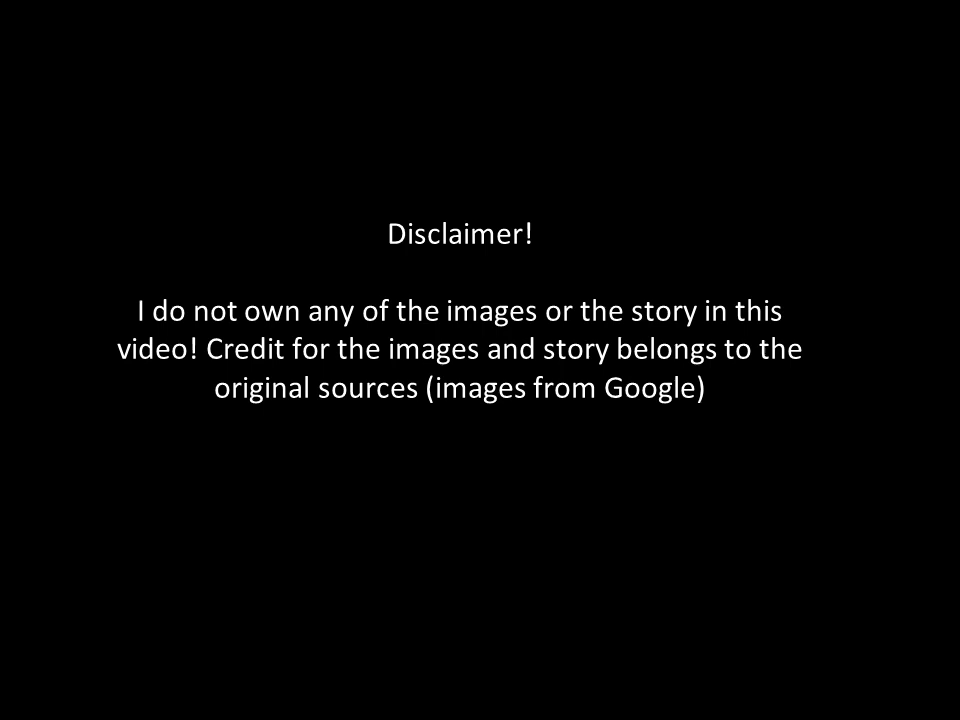 Disclaimer!
I do not own any of the images or the story in this
video! Credit for the images and story belongs to the
original sources (images from Google)